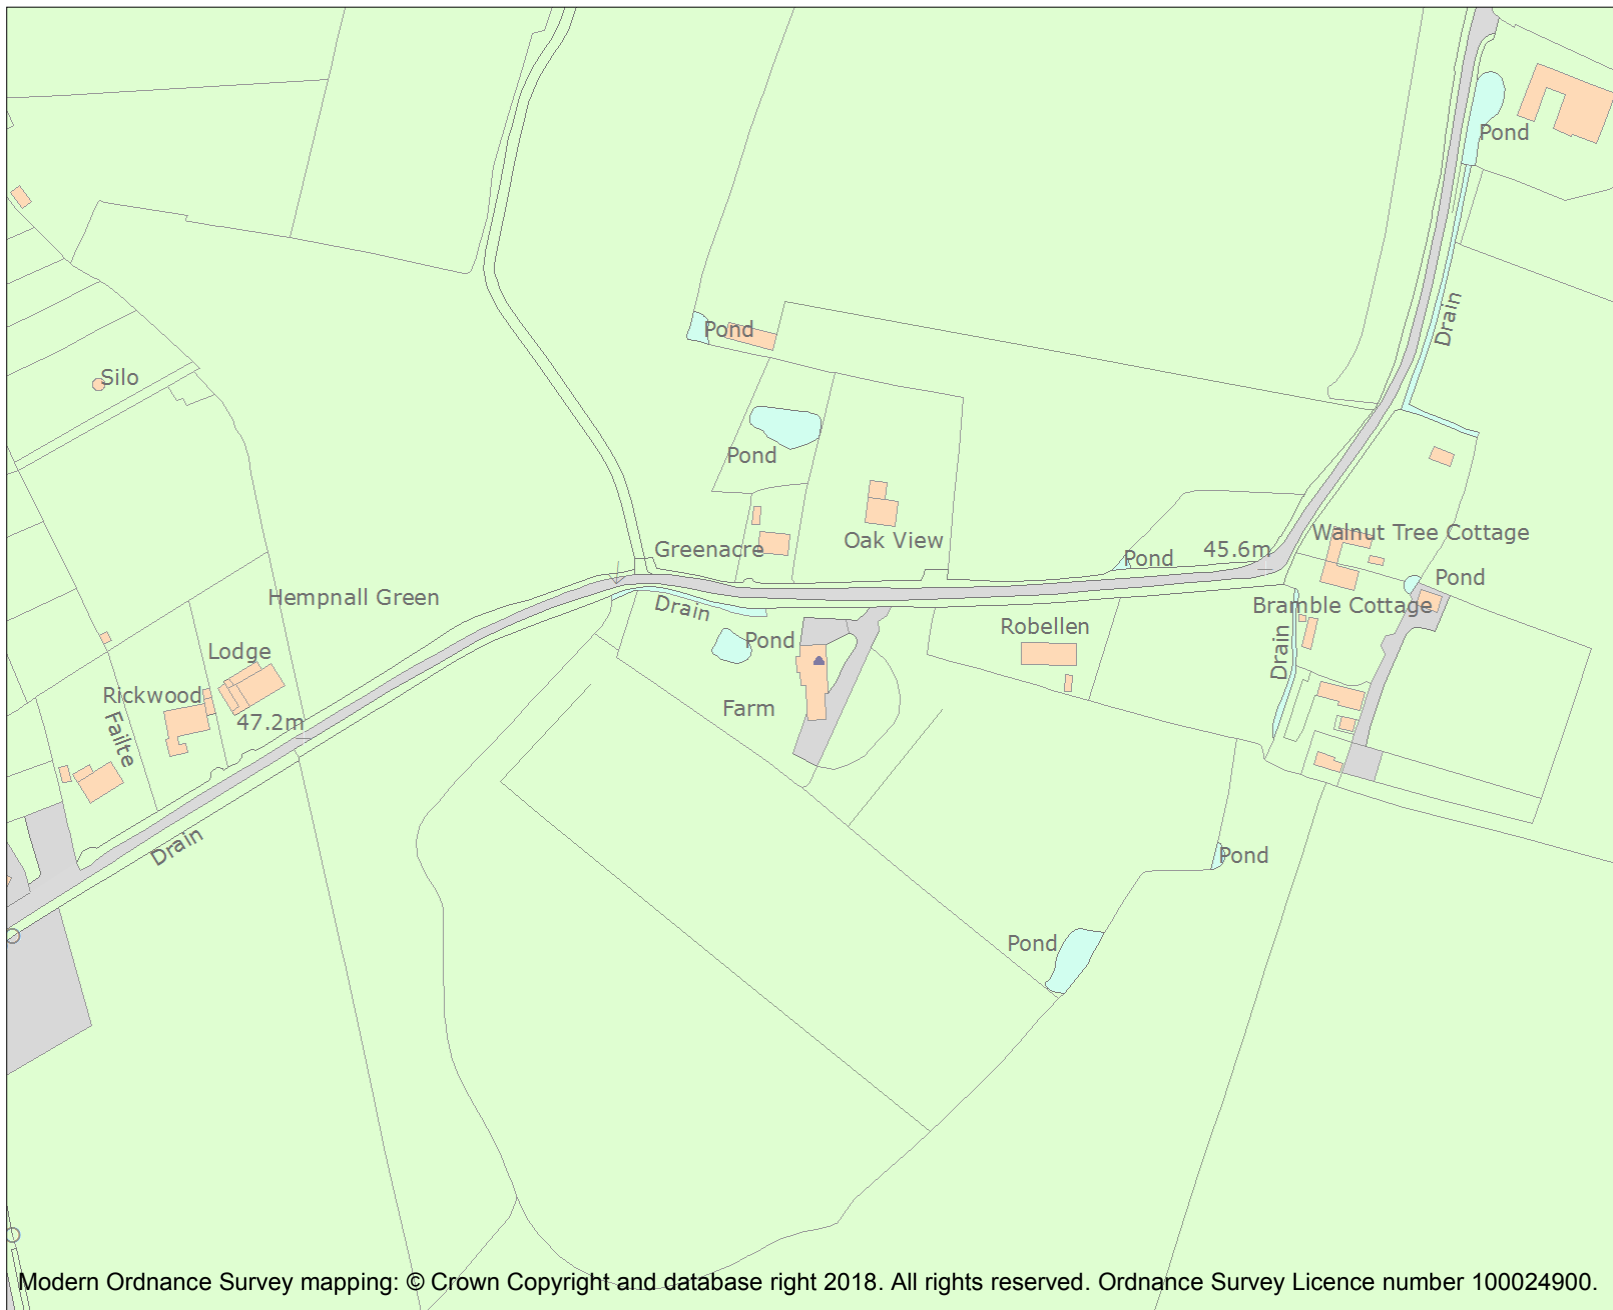 Pond
Drain
Pond
Silo
Pond
Walnut Tree Cottage
Oak View
Greenacre
Pond
45.6m
Pond
Hempnall Green
Drain
Bramble Cottage
Robellen
Pond
Drain
Lodge
Rickwood
Farm
47.2m
Failte
Drain
Pond
Pond
Modern Ordnance Survey mapping: © Crown Copyright and database right 2018. All rights reserved. Ordnance Survey Licence number 100024900.